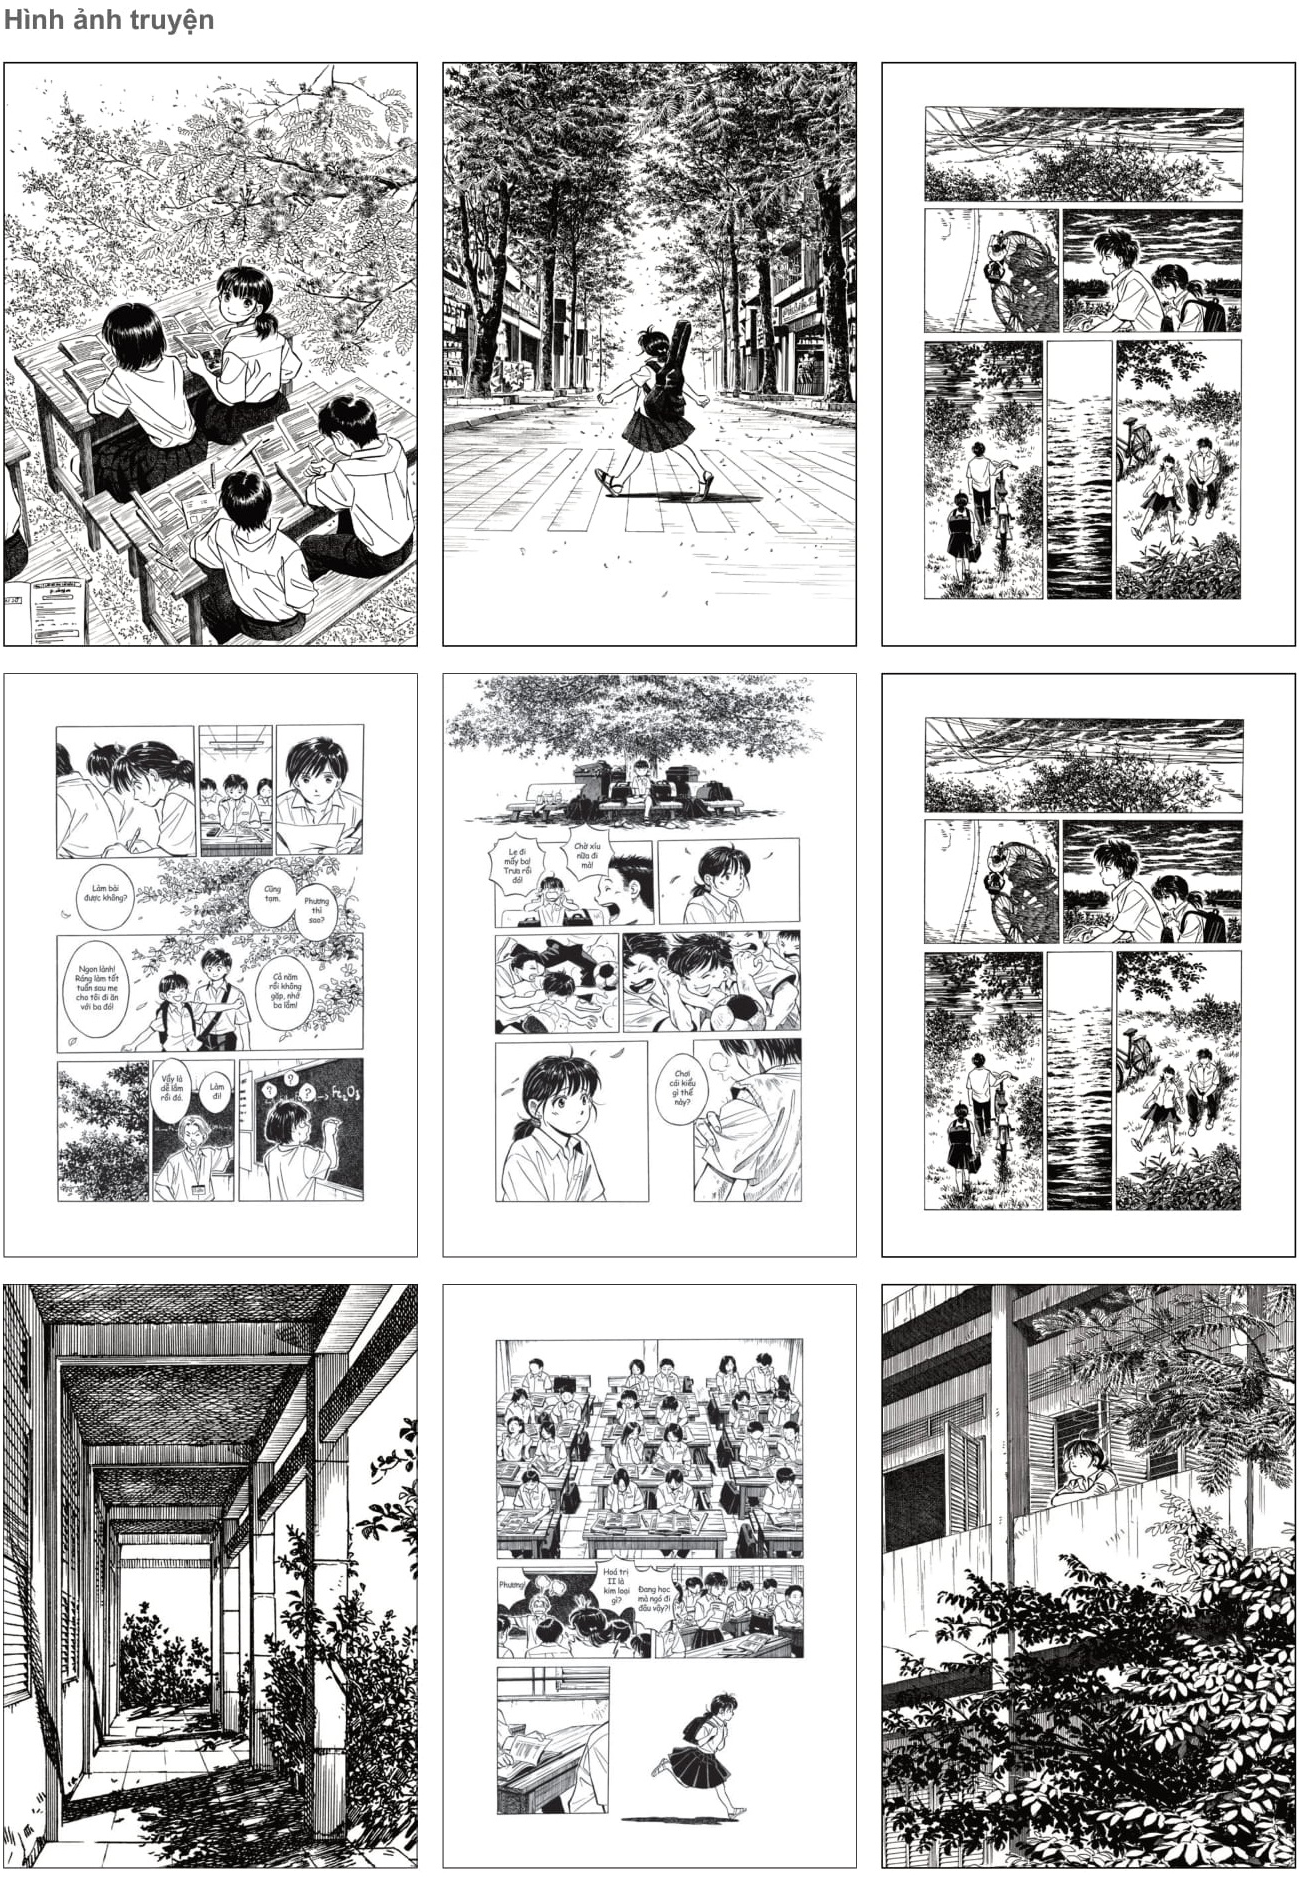 Hình ảnh truyện
Làm bài
được không?
Cũng
tạm.
Phương
thì
sao?
Ngon lành!
Ráng làm tốt
tuần sau mẹ
cho tôi đi ăn
với ba đó!
Cả năm
rồi không
gặp, nhớ
ba lắm!
Vầy là
dễ lắm
rồi đó.
Làm
đi!
?
?
?
Fe₂O₃
Lẹ đi
mấy ba!
Trưa rồi
đó!
Chờ xíu
nữa đi
mà!
Chơi
cái kiểu
gì thế
này?
Phương!
Hoá trị
II là
kim loại
gì?
Đang học
mà ngó đi
đâu vậy?!